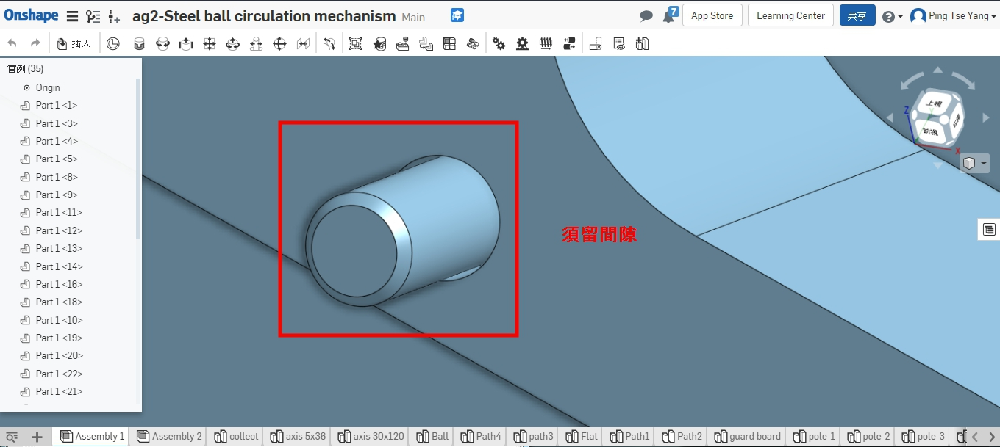 Onshape
ag2-Steel ball circulation mechanism Main
7
App Store
Learning Center
共享
Ping Tse Yang
插入
實例 (35)
Origin
Part 1 <1>
Part 1 <3>
Part 1 <4>
Part 1 <5>
Part 1 <8>
Part 1 <9>
Part 1 <11>
Part 1 <12>
Part 1 <13>
Part 1 <14>
Part 1 <16>
Part 1 <18>
Part 1 <10>
Part 1 <19>
Part 1 <20>
Part 1 <22>
Part 1 <21>
須留間隙
上視
Z
前視
X
Assembly 1
Assembly 2
collect
axis 5x36
axis 30x120
Ball
Path4
path3
Flat
Path1
Path2
guard board
pole-1
pole-2
pole-3